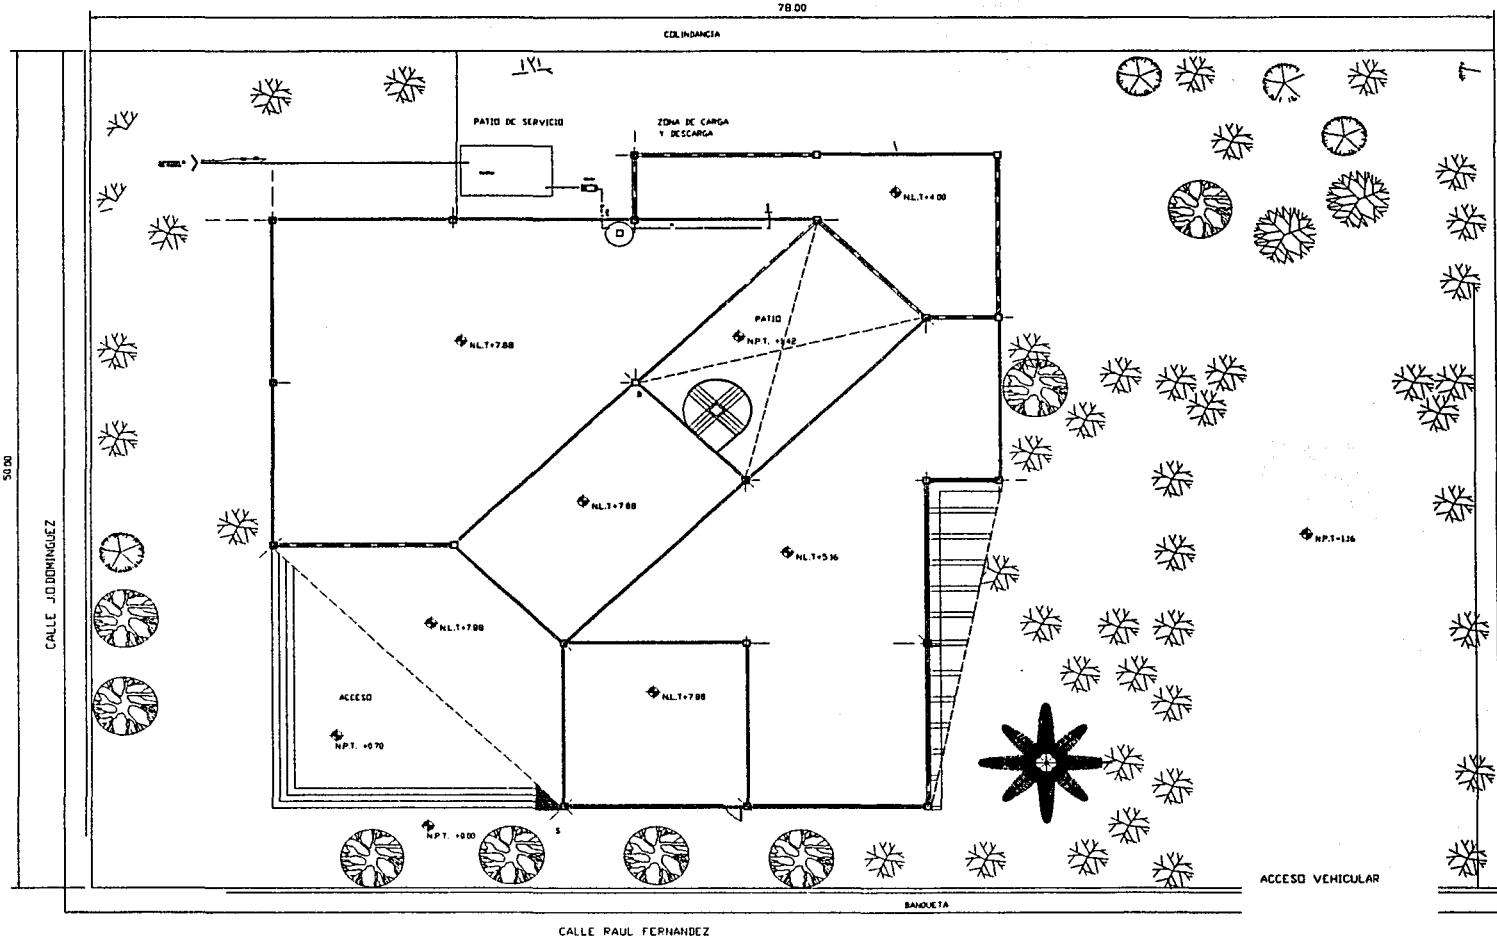 78.00
COLINDANCIA
PATIO DE SERVICIO
ZONA DE CARGA
Y DESCARGA
N.L.T+4.00
PATIO
N.P.T.
N.L.T+7.88
50.00
N.L.T+7.88
N.L.T+5.16
N.P.T-1.16
CALLE J.O.DOMINGUEZ
N.L.T+7.88
N.L.T+7.88
ACCESO
N.P.T. +0.70
N.P.T. +0.00
S
ACCESO VEHICULAR
BANQUETA
CALLE RAUL FERNANDEZ